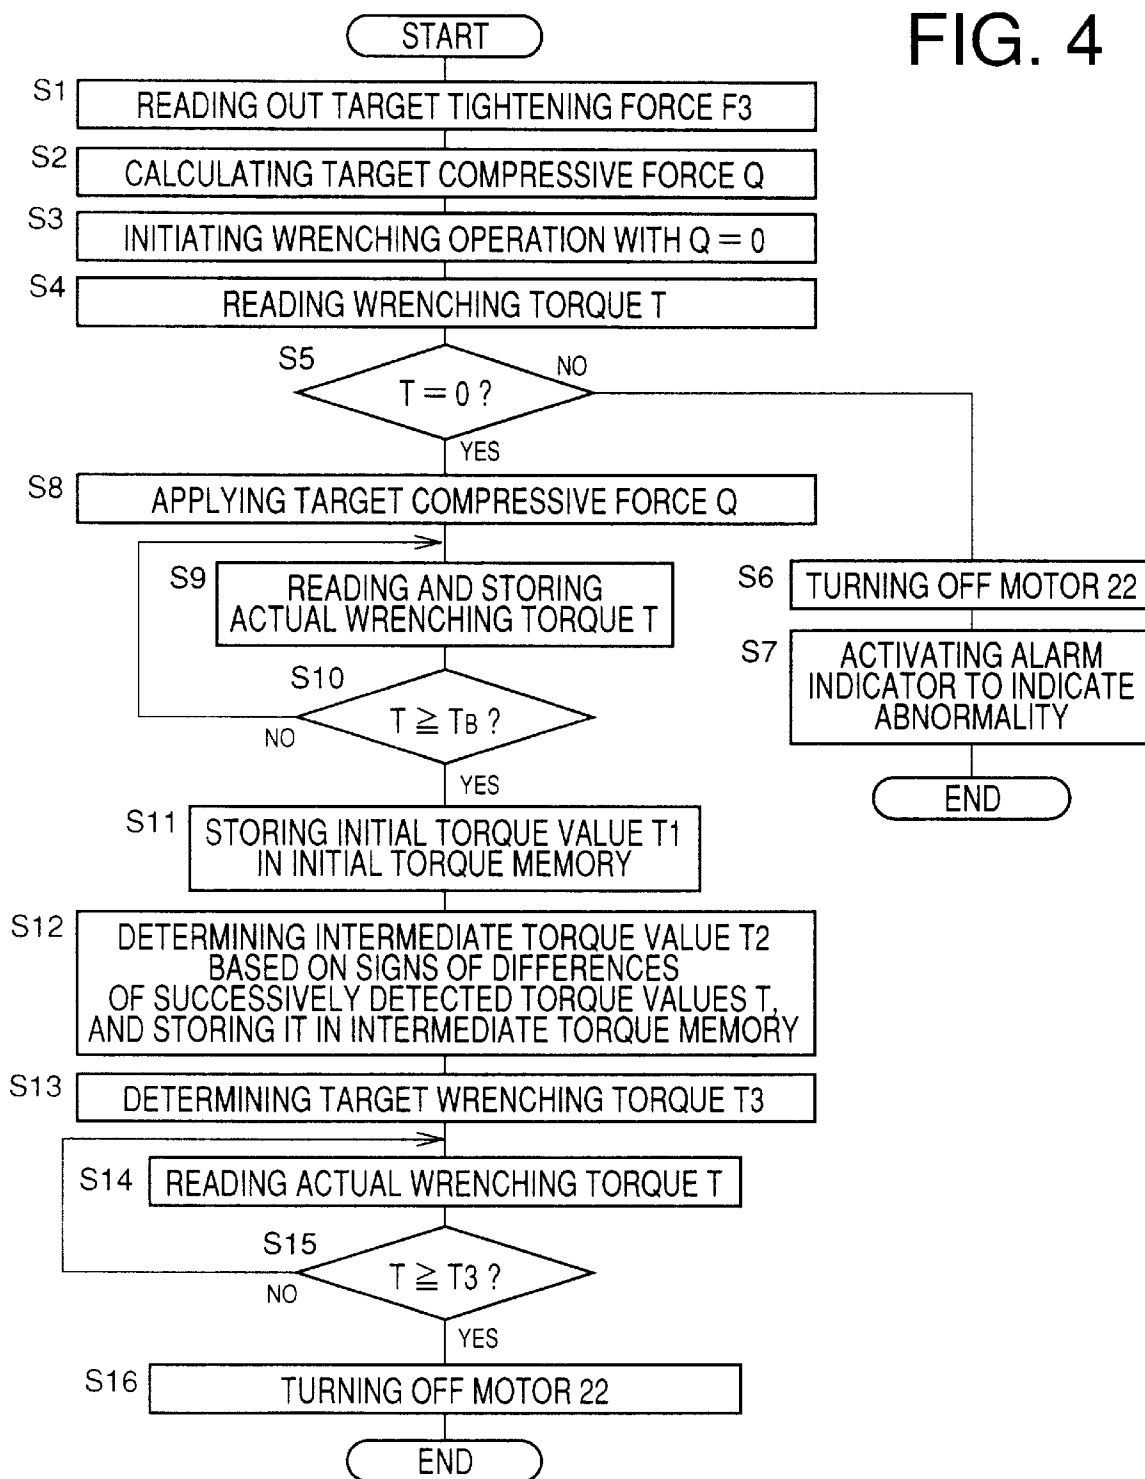 FIG. 4
START
S1
READING OUT TARGET TIGHTENING FORCE F3
S2
CALCULATING TARGET COMPRESSIVE FORCE Q
S3
INITIATING WRENCHING OPERATION WITH Q = 0
S4
READING WRENCHING TORQUE T
S5
T = 0 ?
NO
YES
S8
APPLYING TARGET COMPRESSIVE FORCE Q
S9
READING AND STORING
ACTUAL WRENCHING TORQUE T
S10
T ≧ TB ?
NO
YES
S6
TURNING OFF MOTOR 22
S7
ACTIVATING ALARM
INDICATOR TO INDICATE
ABNORMALITY
END
S11
STORING INITIAL TORQUE VALUE T1
IN INITIAL TORQUE MEMORY
S12
DETERMINING INTERMEDIATE TORQUE VALUE T2
BASED ON SIGNS OF DIFFERENCES
OF SUCCESSIVELY DETECTED TORQUE VALUES T,
AND STORING IT IN INTERMEDIATE TORQUE MEMORY
S13
DETERMINING TARGET WRENCHING TORQUE T3
S14
READING ACTUAL WRENCHING TORQUE T
S15
T ≧ T3 ?
NO
YES
S16
TURNING OFF MOTOR 22
END